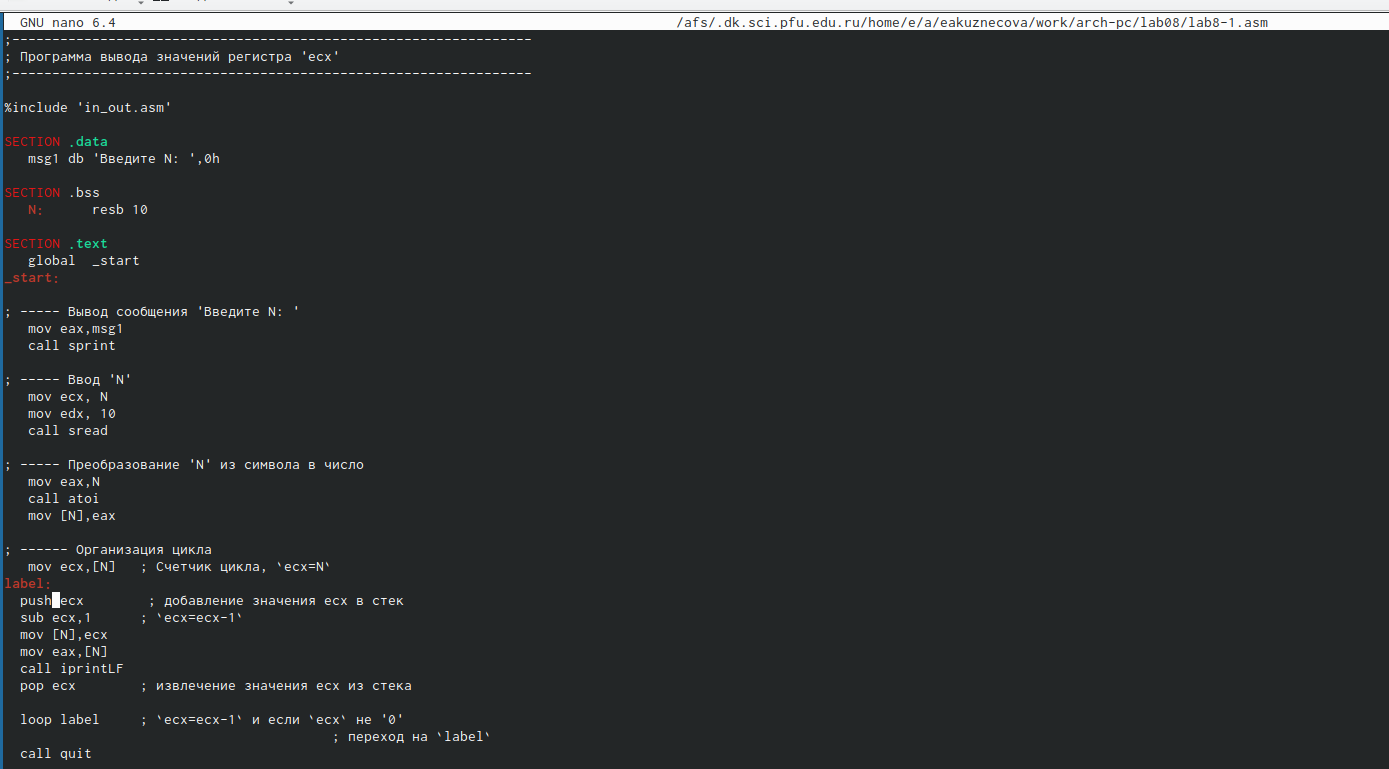 GNU nano 6.4 /afs/.dk.sci.pfu.edu.ru/home/e/a/eakuznecova/work/arch-pc/lab08/lab8-1.asm
;-----------------------------------------------------------------
; Программа вывода значений регистра 'ecx'
;-----------------------------------------------------------------
%include 'in_out.asm'
SECTION .data
msg1 db 'Введите N: ',0h
SECTION .bss
N: resb 10
SECTION .text
global _start
_start:
; ----- Вывод сообщения 'Введите N: '
mov eax,msg1
call sprint
; ----- Ввод 'N'
mov ecx, N
mov edx, 10
call sread
; ----- Преобразование 'N' из символа в число
mov eax,N
call atoi
mov [N],eax
; ------ Организация цикла
mov ecx,[N] ; Счетчик цикла, `ecx=N`
label:
push ecx ; добавление значения ecx в стек
sub ecx,1 ; `ecx=ecx-1`
mov [N],ecx
mov eax,[N]
call iprintLF
pop ecx ; извлечение значения ecx из стека
loop label ; `ecx=ecx-1` и если `ecx` не '0'
; переход на `label`
call quit